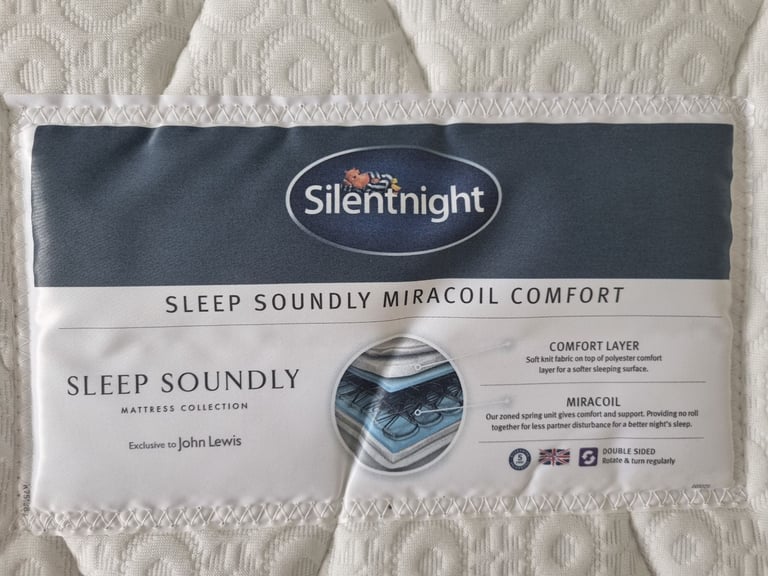 Silentnight
SLEEP SOUNDLY MIRACOIL COMFORT
SLEEP SOUNDLY
MATTRESS COLLECTION
Exclusive to John Lewis
COMFORT LAYER
Soft knit fabric on top of polyester comfort
layer for a softer sleeping surface.
MIRACOIL
Our zoned spring unit gives comfort and support. Providing no roll
together for less partner disturbance for a better night's sleep.
5
DOUBLE SIDED
Rotate & turn regularly